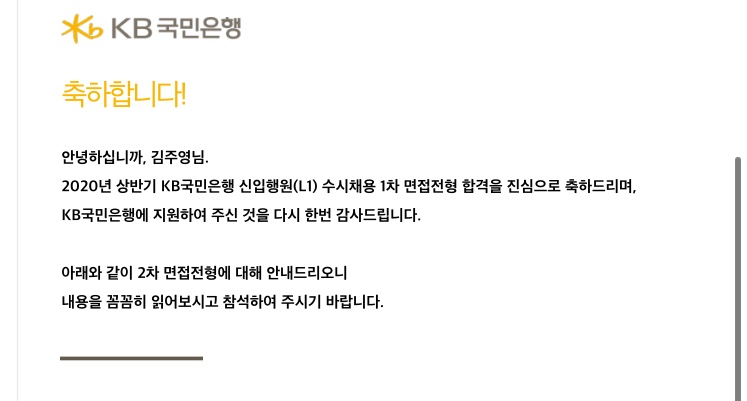 KB 국민은행
축하합니다!
안녕하십니까, 김주영님.
2020년 상반기 KB국민은행 신입행원(L1) 수시채용 1차 면접전형 합격을 진심으로 축하드리며,
KB국민은행에 지원하여 주신 것을 다시 한번 감사드립니다.
아래와 같이 2차 면접전형에 대해 안내드리오니
내용을 꼼꼼히 읽어보시고 참석하여 주시기 바랍니다.